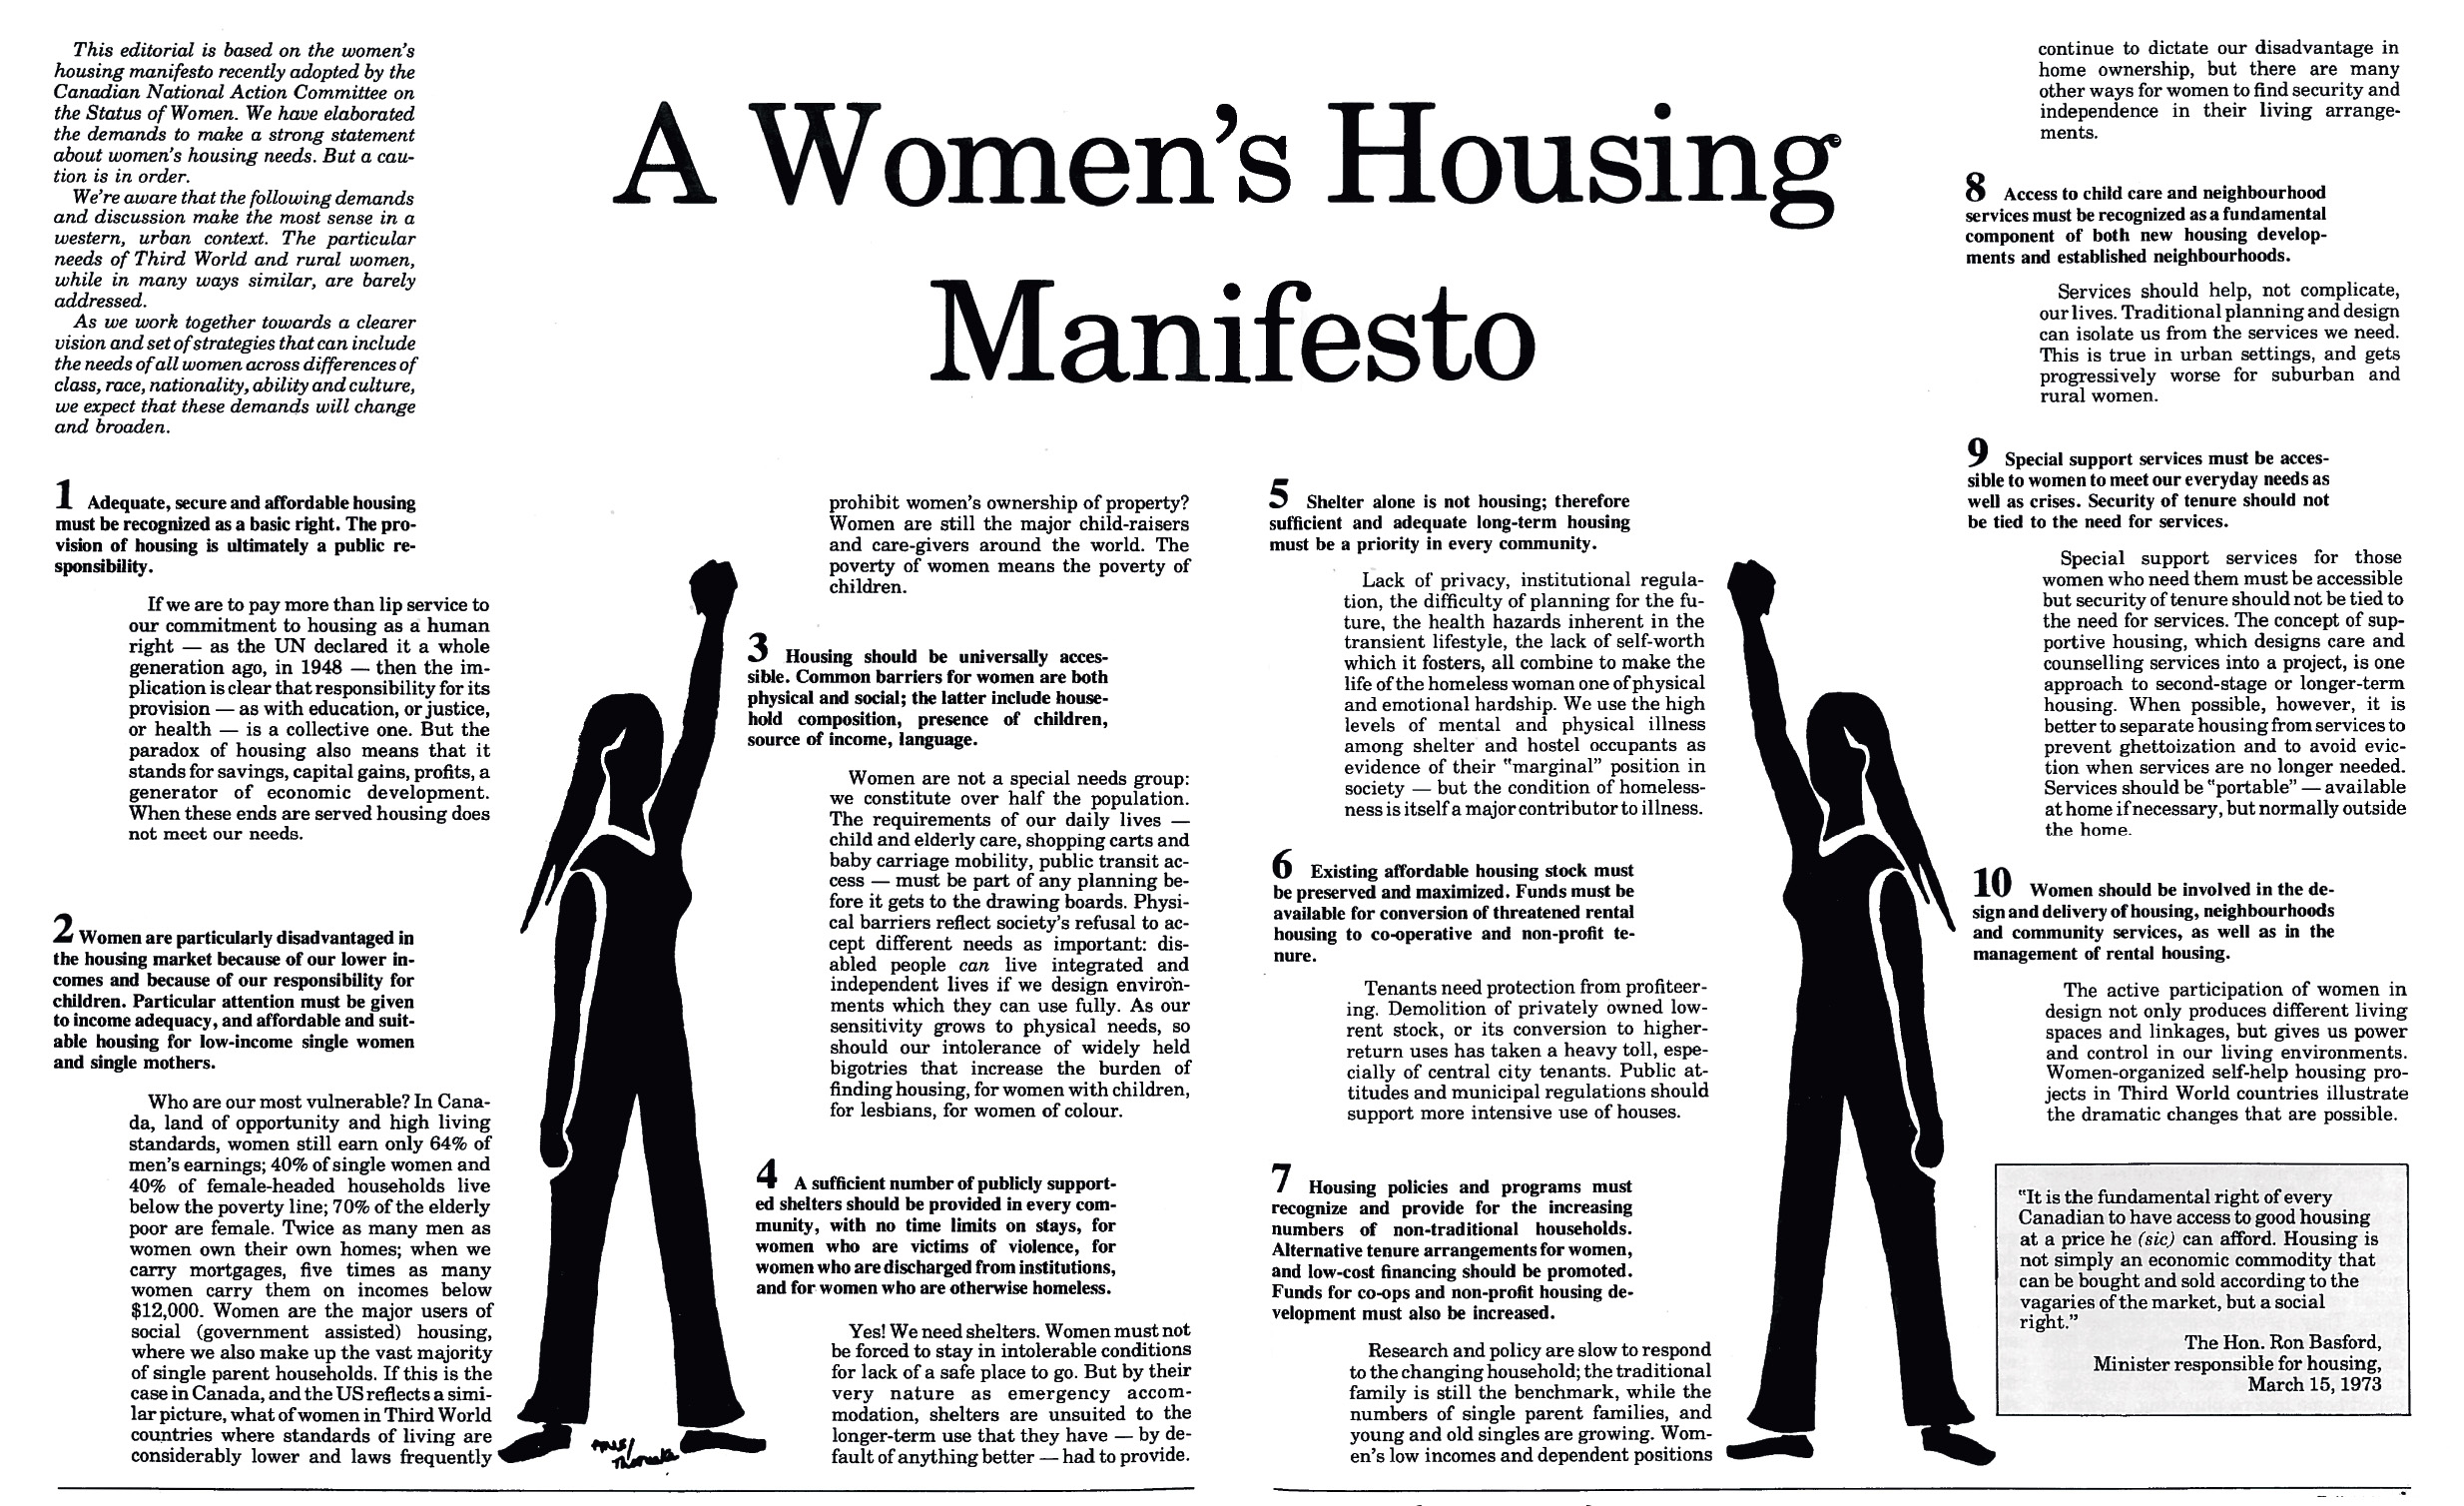 This editorial is based on the women's
housing manifesto recently adopted by the
Canadian National Action Committee on
the Status of Women. We have elaborated
the demands to make a strong statement
about women's housing needs. But a cau-
tion is in order.
We're aware that the following demands
and discussion make the most sense in a
western, urban context. The particular
needs of Third World and rural women,
while in many ways similar, are barely
addressed.
As we work together towards a clearer
vision and set of strategies that can include
the needs of all women across differences of
class, race, nationality, ability and culture,
we expect that these demands will change
and broaden.
A Women's Housing
Manifesto
1 Adequate, secure and affordable housing
must be recognized as a basic right. The pro-
vision of housing is ultimately a public re-
sponsibility.
If we are to pay more than lip service to
our commitment to housing as a human
right — as the UN declared it a whole
generation ago, in 1948 — then the im-
plication is clear that responsibility for its
provision — as with education, or justice,
or health — is a collective one. But the
paradox of housing also means that it
stands for savings, capital gains, profits, a
generator of economic development.
When these ends are served housing does
not meet our needs.
2 Women are particularly disadvantaged in
the housing market because of our lower in-
comes and because of our responsibility for
children. Particular attention must be given
to income adequacy, and affordable and suit-
able housing for low-income single women
and single mothers.
Who are our most vulnerable? In Cana-
da, land of opportunity and high living
standards, women still earn only 64% of
men's earnings; 40% of single women and
40% of female-headed households live
below the poverty line; 70% of the elderly
poor are female. Twice as many men as
women own their own homes; when we
carry mortgages, five times as many
women carry them on incomes below
$12,000. Women are the major users of
social (government assisted) housing,
where we also make up the vast majority
of single parent households. If this is the
case in Canada, and the US reflects a simi-
lar picture, what of women in Third World
countries where standards of living are
considerably lower and laws frequently
prohibit women's ownership of property?
Women are still the major child-raisers
and care-givers around the world. The
poverty of women means the poverty of
children.
3 Housing should be universally acces-
sible. Common barriers for women are both
physical and social; the latter include house-
hold composition, presence of children,
source of income, language.
Women are not a special needs group:
we constitute over half the population.
The requirements of our daily lives —
child and elderly care, shopping carts and
baby carriage mobility, public transit ac-
cess — must be part of any planning be-
fore it gets to the drawing boards. Physi-
cal barriers reflect society's refusal to ac-
cept different needs as important: dis-
abled people can live integrated and
independent lives if we design environ-
ments which they can use fully. As our
sensitivity grows to physical needs, so
should our intolerance of widely held
bigotries that increase the burden of
finding housing, for women with children,
for lesbians, for women of colour.
4 A sufficient number of publicly support-
ed shelters should be provided in every com-
munity, with no time limits on stays, for
women who are victims of violence, for
women who are discharged from institutions,
and for women who are otherwise homeless.
Yes! We need shelters. Women must not
be forced to stay in intolerable conditions
for lack of a safe place to go. But by their
very nature as emergency accom-
modation, shelters are unsuited to the
longer-term use that they have — by de-
fault of anything better — had to provide.
5 Shelter alone is not housing; therefore
sufficient and adequate long-term housing
must be a priority in every community.
Lack of privacy, institutional regula-
tion, the difficulty of planning for the fu-
ture, the health hazards inherent in the
transient lifestyle, the lack of self-worth
which it fosters, all combine to make the
life of the homeless woman one of physical
and emotional hardship. We use the high
levels of mental and physical illness
among shelter and hostel occupants as
evidence of their "marginal" position in
society — but the condition of homeless-
ness is itself a major contributor to illness.
6 Existing affordable housing stock must
be preserved and maximized. Funds must be
available for conversion of threatened rental
housing to co-operative and non-profit te-
nure.
Tenants need protection from profiteer-
ing. Demolition of privately owned low-
rent stock, or its conversion to higher-
return uses has taken a heavy toll, espe-
cially of central city tenants. Public at-
titudes and municipal regulations should
support more intensive use of houses.
7 Housing policies and programs must
recognize and provide for the increasing
numbers of non-traditional households.
Alternative tenure arrangements for women,
and low-cost financing should be promoted.
Funds for co-ops and non-profit housing de-
velopment must also be increased.
Research and policy are slow to respond
to the changing household; the traditional
family is still the benchmark, while the
numbers of single parent families, and
young and old singles are growing. Wom-
en's low incomes and dependent positions
continue to dictate our disadvantage in
home ownership, but there are many
other ways for women to find security and
independence in their living arrange-
ments.
8 Access to child care and neighbourhood
services must be recognized as a fundamental
component of both new housing develop-
ments and established neighbourhoods.
Services should help, not complicate,
our lives. Traditional planning and design
can isolate us from the services we need.
This is true in urban settings, and gets
progressively worse for suburban and
rural women.
9 Special support services must be acces-
sible to women to meet our everyday needs as
well as crises. Security of tenure should not
be tied to the need for services.
Special support services for those
women who need them must be accessible
but security of tenure should not be tied to
the need for services. The concept of sup-
portive housing, which designs care and
counselling services into a project, is one
approach to second-stage or longer-term
housing. When possible, however, it is
better to separate housing from services to
prevent ghettoization and to avoid evic-
tion when services are no longer needed.
Services should be "portable" — available
at home if necessary, but normally outside
the home.
10 Women should be involved in the de-
sign and delivery of housing, neighbourhoods
and community services, as well as in the
management of rental housing.
The active participation of women in
design not only produces different living
spaces and linkages, but gives us power
and control in our living environments.
Women-organized self-help housing pro-
jects in Third World countries illustrate
the dramatic changes that are possible.
"It is the fundamental right of every
Canadian to have access to good housing
at a price he (sic) can afford. Housing is
not simply an economic commodity that
can be bought and sold according to the
vagaries of the market, but a social
right."
The Hon. Ron Basford,
Minister responsible for housing,
March 15, 1973